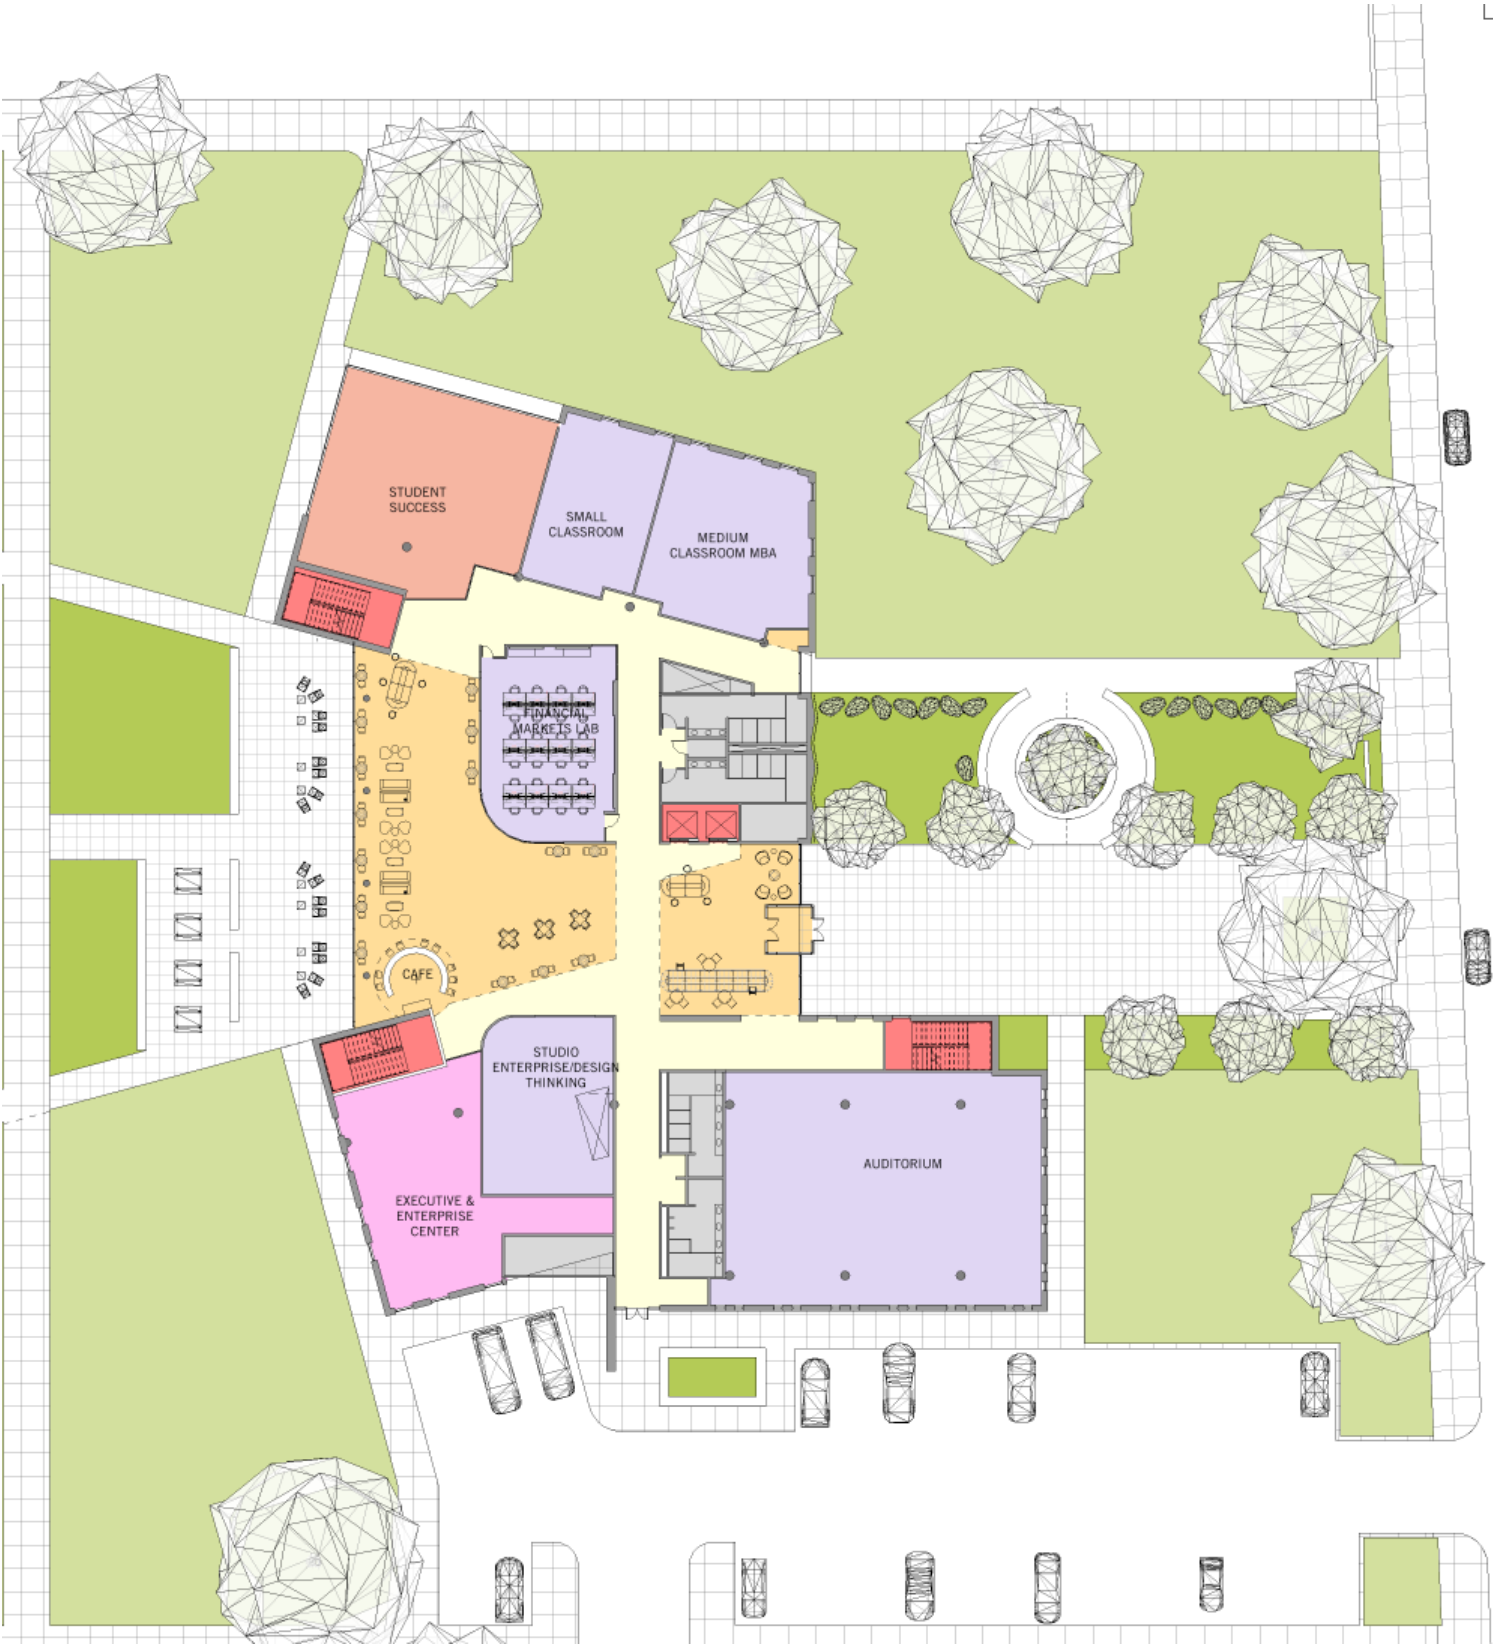 STUDENT
SUCCESS
SMALL
CLASSROOM
MEDIUM
CLASSROOM MBA
FINANCIAL
MARKETS LAB
CAFE
STUDIO
ENTERPRISE/DESIGN
THINKING
AUDITORIUM
EXECUTIVE &
ENTERPRISE
CENTER